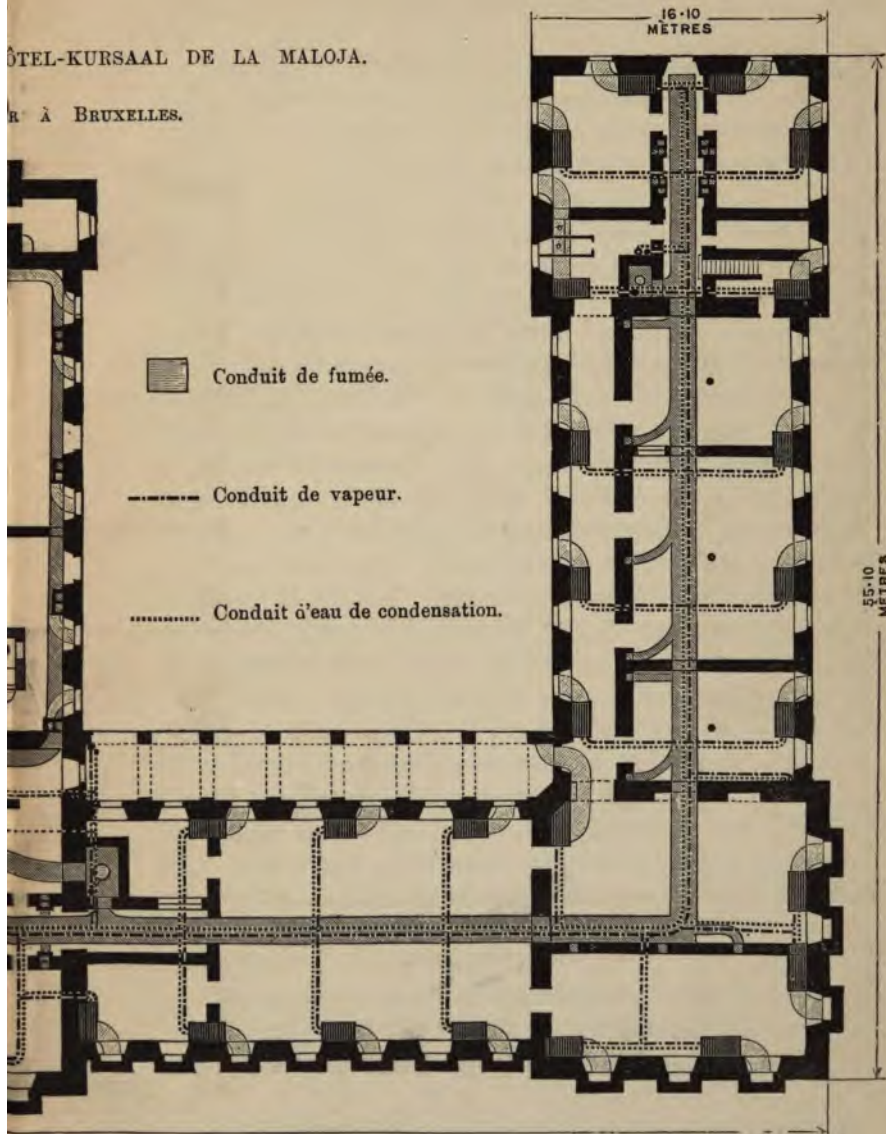 ÔTEL-KURSAAL DE LA MALOJA.
R À BRUXELLES.
16·10
MÈTRES
Conduit de fumée.
Conduit de vapeur.
Conduit d'eau de condensation.
55·10
MÈTRES